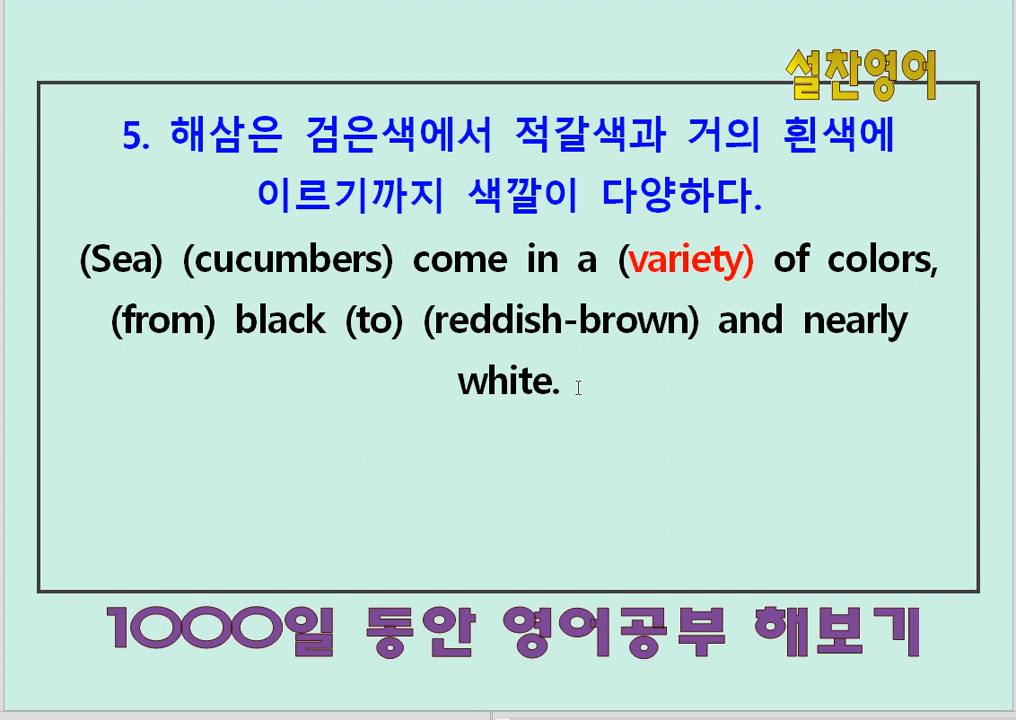 설찬영어
5. 해삼은 검은색에서 적갈색과 거의 흰색에
이르기까지 색깔이 다양하다.
(Sea) (cucumbers) come in a (variety) of colors,
(from) black (to) (reddish-brown) and nearly
white.
1000일 동안 영어공부 해보기